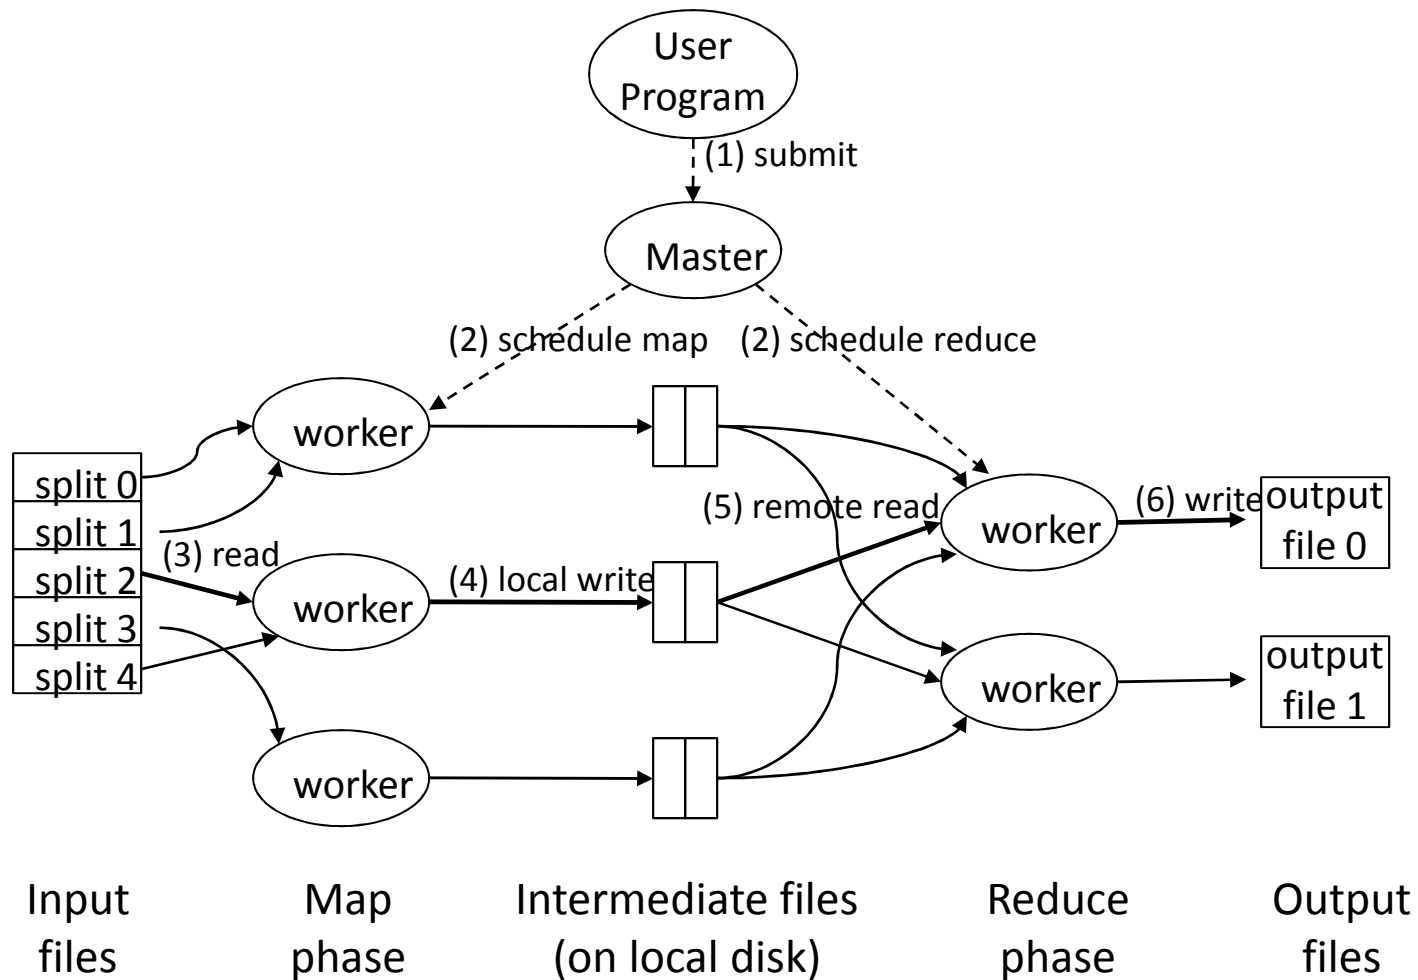 User
Program
(1) submit
Master
(2) schedule map
(2) schedule reduce
worker
split 0
split 1
split 2
split 3
split 4
(3) read
worker
(4) local write
worker
(5) remote read
worker
(6) write
output
file 0
worker
output
file 1
Input
files
Map
phase
Intermediate files
(on local disk)
Reduce
phase
Output
files